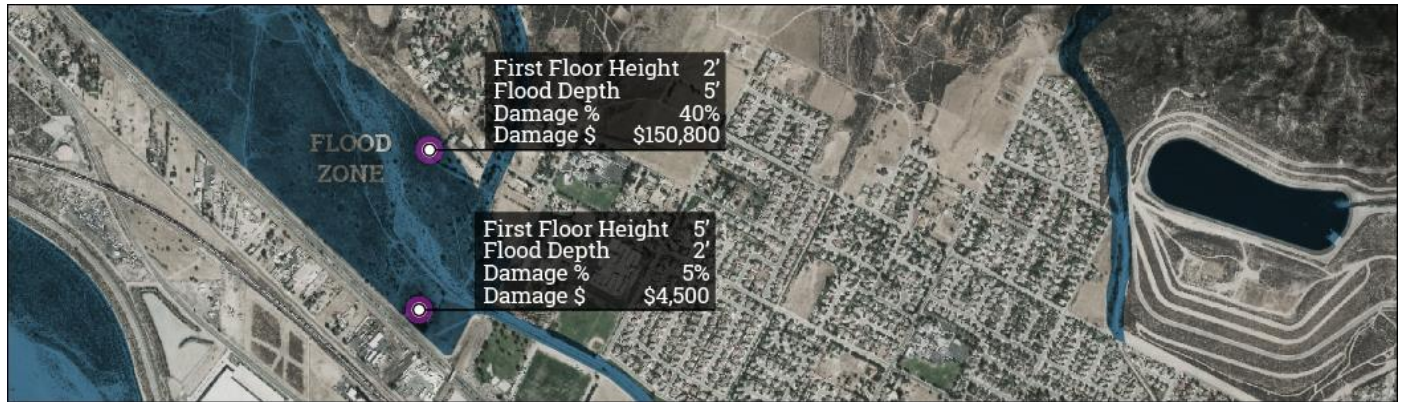 First Floor Height 2’
Flood Depth 5’
Damage % 40%
Damage $ $150,800
FLOOD
ZONE
First Floor Height 5’
Flood Depth 2’
Damage % 5%
Damage $ $4,500